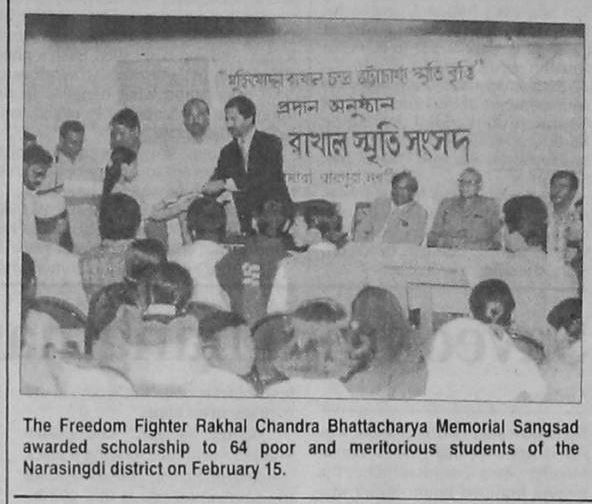 "মুক্তিযোদ্ধা রাখাল চন্দ্র ভট্টাচার্য্য স্মৃতি বৃত্তি"
প্রদান অনুষ্ঠান
রাখাল স্মৃতি সংসদ
The Freedom Fighter Rakhal Chandra Bhattacharya Memorial Sangsad
awarded scholarship to 64 poor and meritorious students of the
Narasingdi district on February 15.